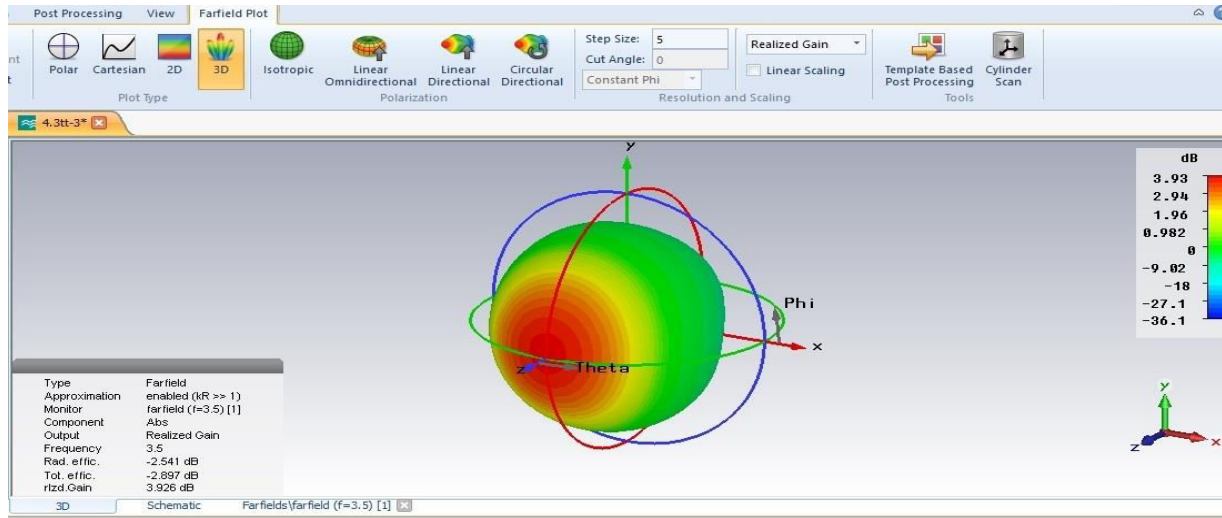 Post Processing View Farfield Plot
Step Size: 5
Cut Angle: 0
Constant Phi
Realized Gain
Linear Scaling
Polar Cartesian 2D 3D Isotropic Linear Omnidirectional Linear Directional Circular Directional Template Based Post Processing Cylinder Scan
Plot Type Polarization Resolution and Scaling Tools
4.3tt-3*
y
dB
3.93
2.94
1.96
0.982
0
-9.02
-18
-27.1
-36.1
Phi
x
z Theta
Type Farfield
Approximation enabled (kR >> 1)
Monitor farfield (f=3.5) [1]
Component Abs
Output Realized Gain
Frequency 3.5
Rad. effic. -2.541 dB
Tot. effic. -2.897 dB
rlzd.Gain 3.926 dB
y
z x
3D Schematic Farfields\farfield (f=3.5) [1]